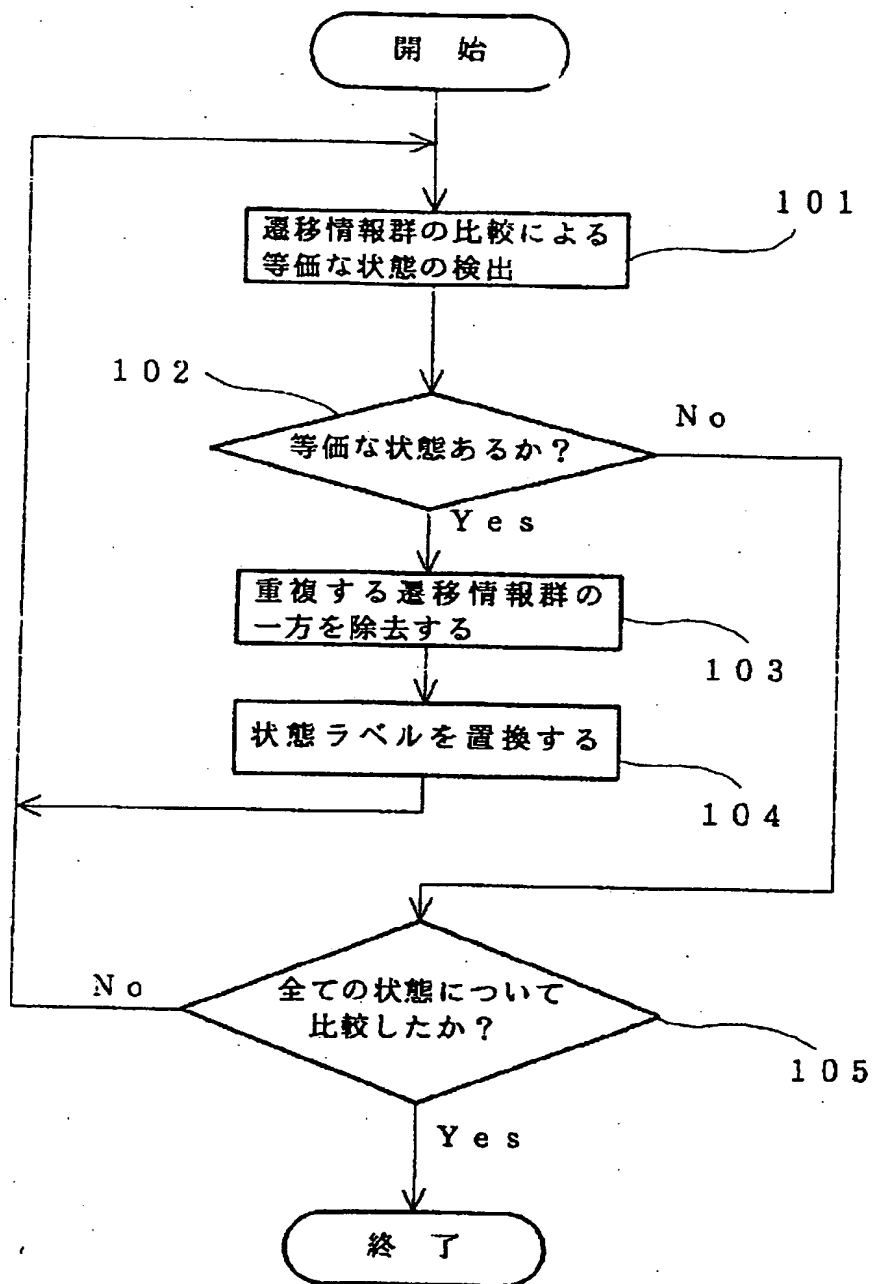 開始
101
遷移情報群の比較による
等価な状態の検出
102
No
等価な状態あるか?
Yes
重複する遷移情報群の
一方を除去する
103
状態ラベルを置換する
104
No
全ての状態について
比較したか?
105
Yes
終了